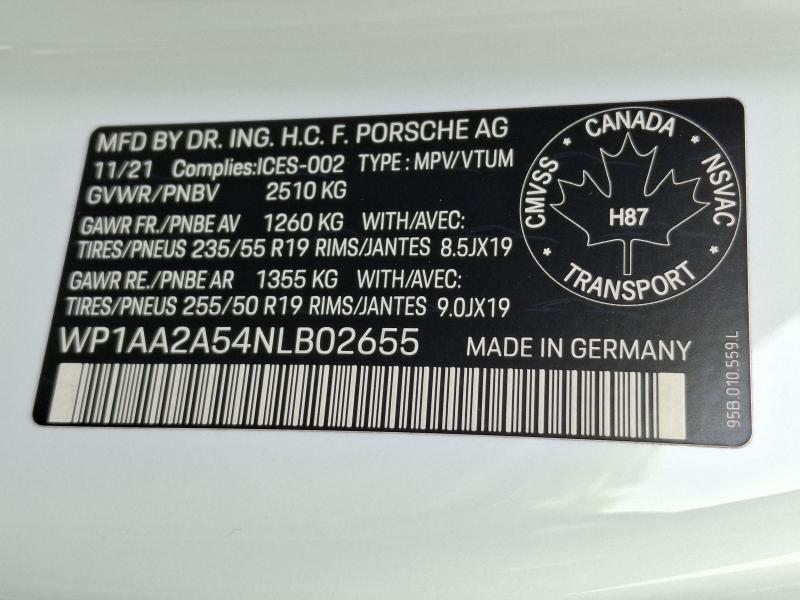 MFD BY DR. ING. H.C. F. PORSCHE AG
11/21 Complies:ICES-002 TYPE : MPV/VTUM
GVWR/PNBV 2510 KG
GAWR FR./PNBE AV 1260 KG WITH/AVEC:
TIRES/PNEUS 235/55 R19 RIMS/JANTES 8.5JX19
GAWR RE./PNBE AR 1355 KG WITH/AVEC:
TIRES/PNEUS 255/50 R19 RIMS/JANTES 9.0JX19
WP1AA2A54NLB02655 MADE IN GERMANY
CMVSS • CANADA • NSVAC
H87
* TRANSPORT *
95B.010.559 L